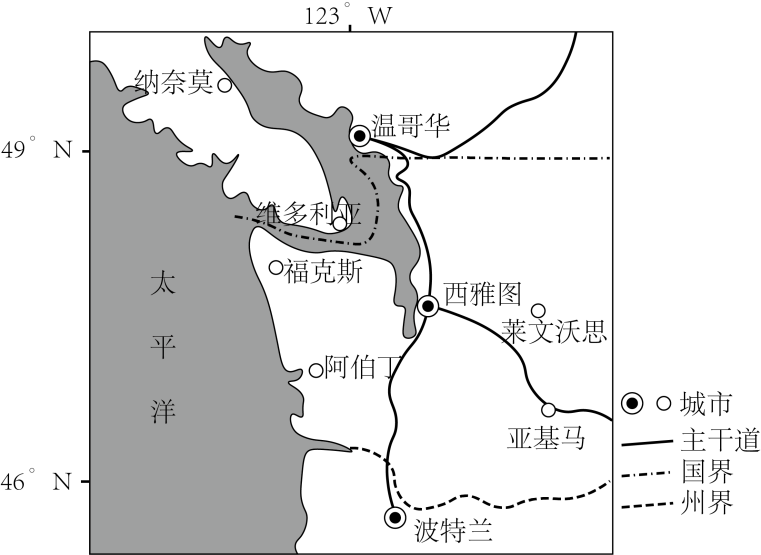 123° W
纳奈莫
温哥华
49° N
维多利亚
福克斯
太平洋
西雅图
莱文沃思
阿伯丁
亚基马
46° N
波特兰
城市
主干道
国界
州界